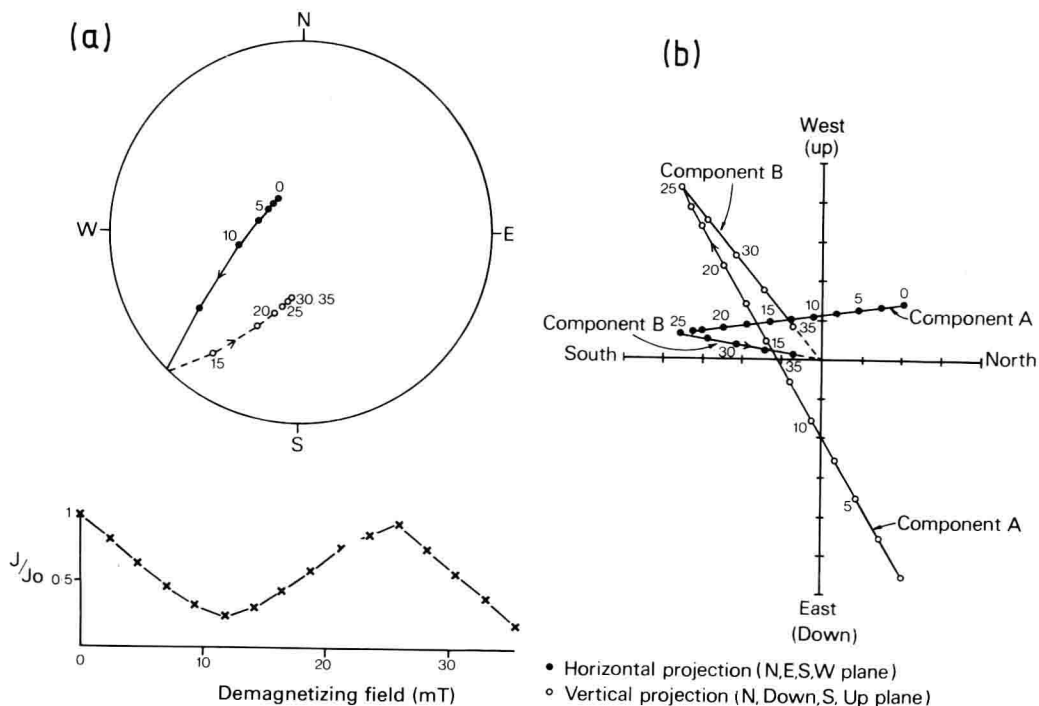 (a)
N
W
E
S
0
5
10
20
25
30 35
15
1
J/Jo
0 5
0
10
20
30
Demagnetizing field (mT)
(b)
West
(up)
Component B
25
30
20
15
10
5
0
Component A
25
20
Component B
30
15
35
35
South
North
10
5
Component A
East
(Down)
• Horizontal projection (N,E,S,W plane)
○ Vertical projection (N, Down, S, Up plane)